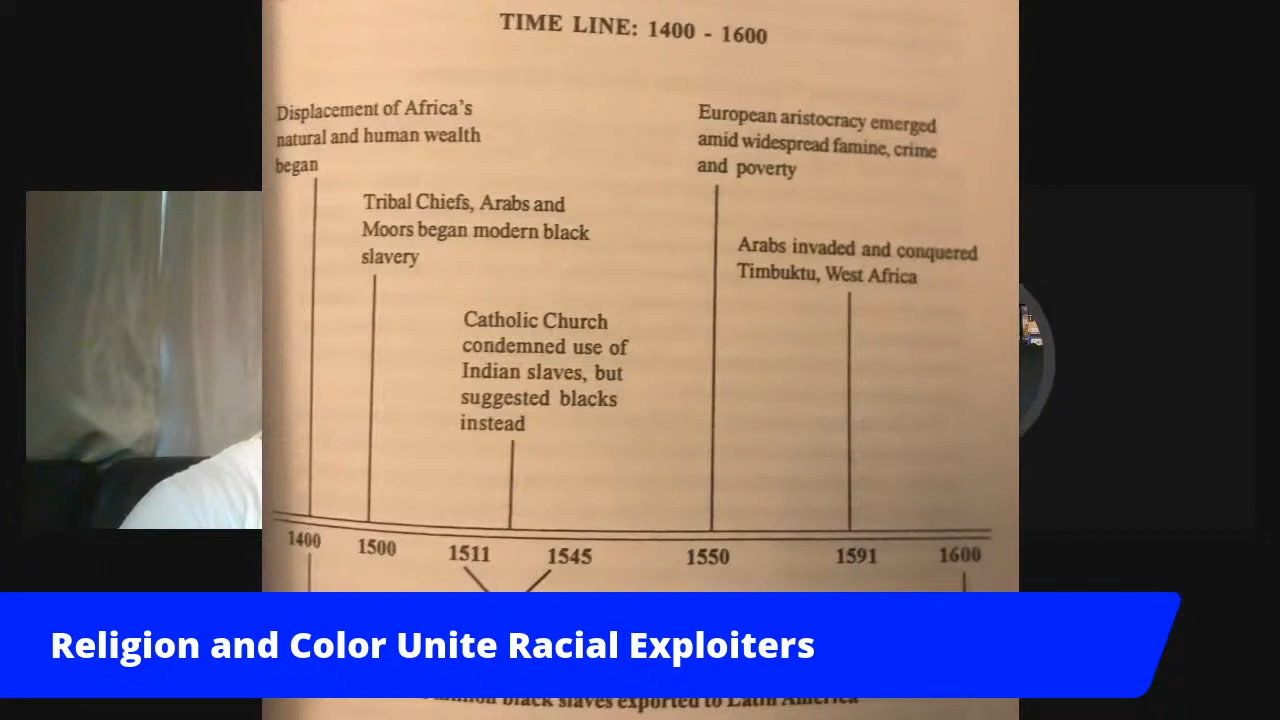 TIME LINE: 1400 - 1600
Displacement of Africa's
natural and human wealth
began
Tribal Chiefs, Arabs and
Moors began modern black
slavery
Catholic Church
condemned use of
Indian slaves, but
suggested blacks
instead
European aristocracy emerged
amid widespread famine, crime
and poverty
Arabs invaded and conquered
Timbuktu, West Africa
1400 1500 1511 1545 1550 1591 1600
Religion and Color Unite Racial Exploiters
black slaves exported to Latin America